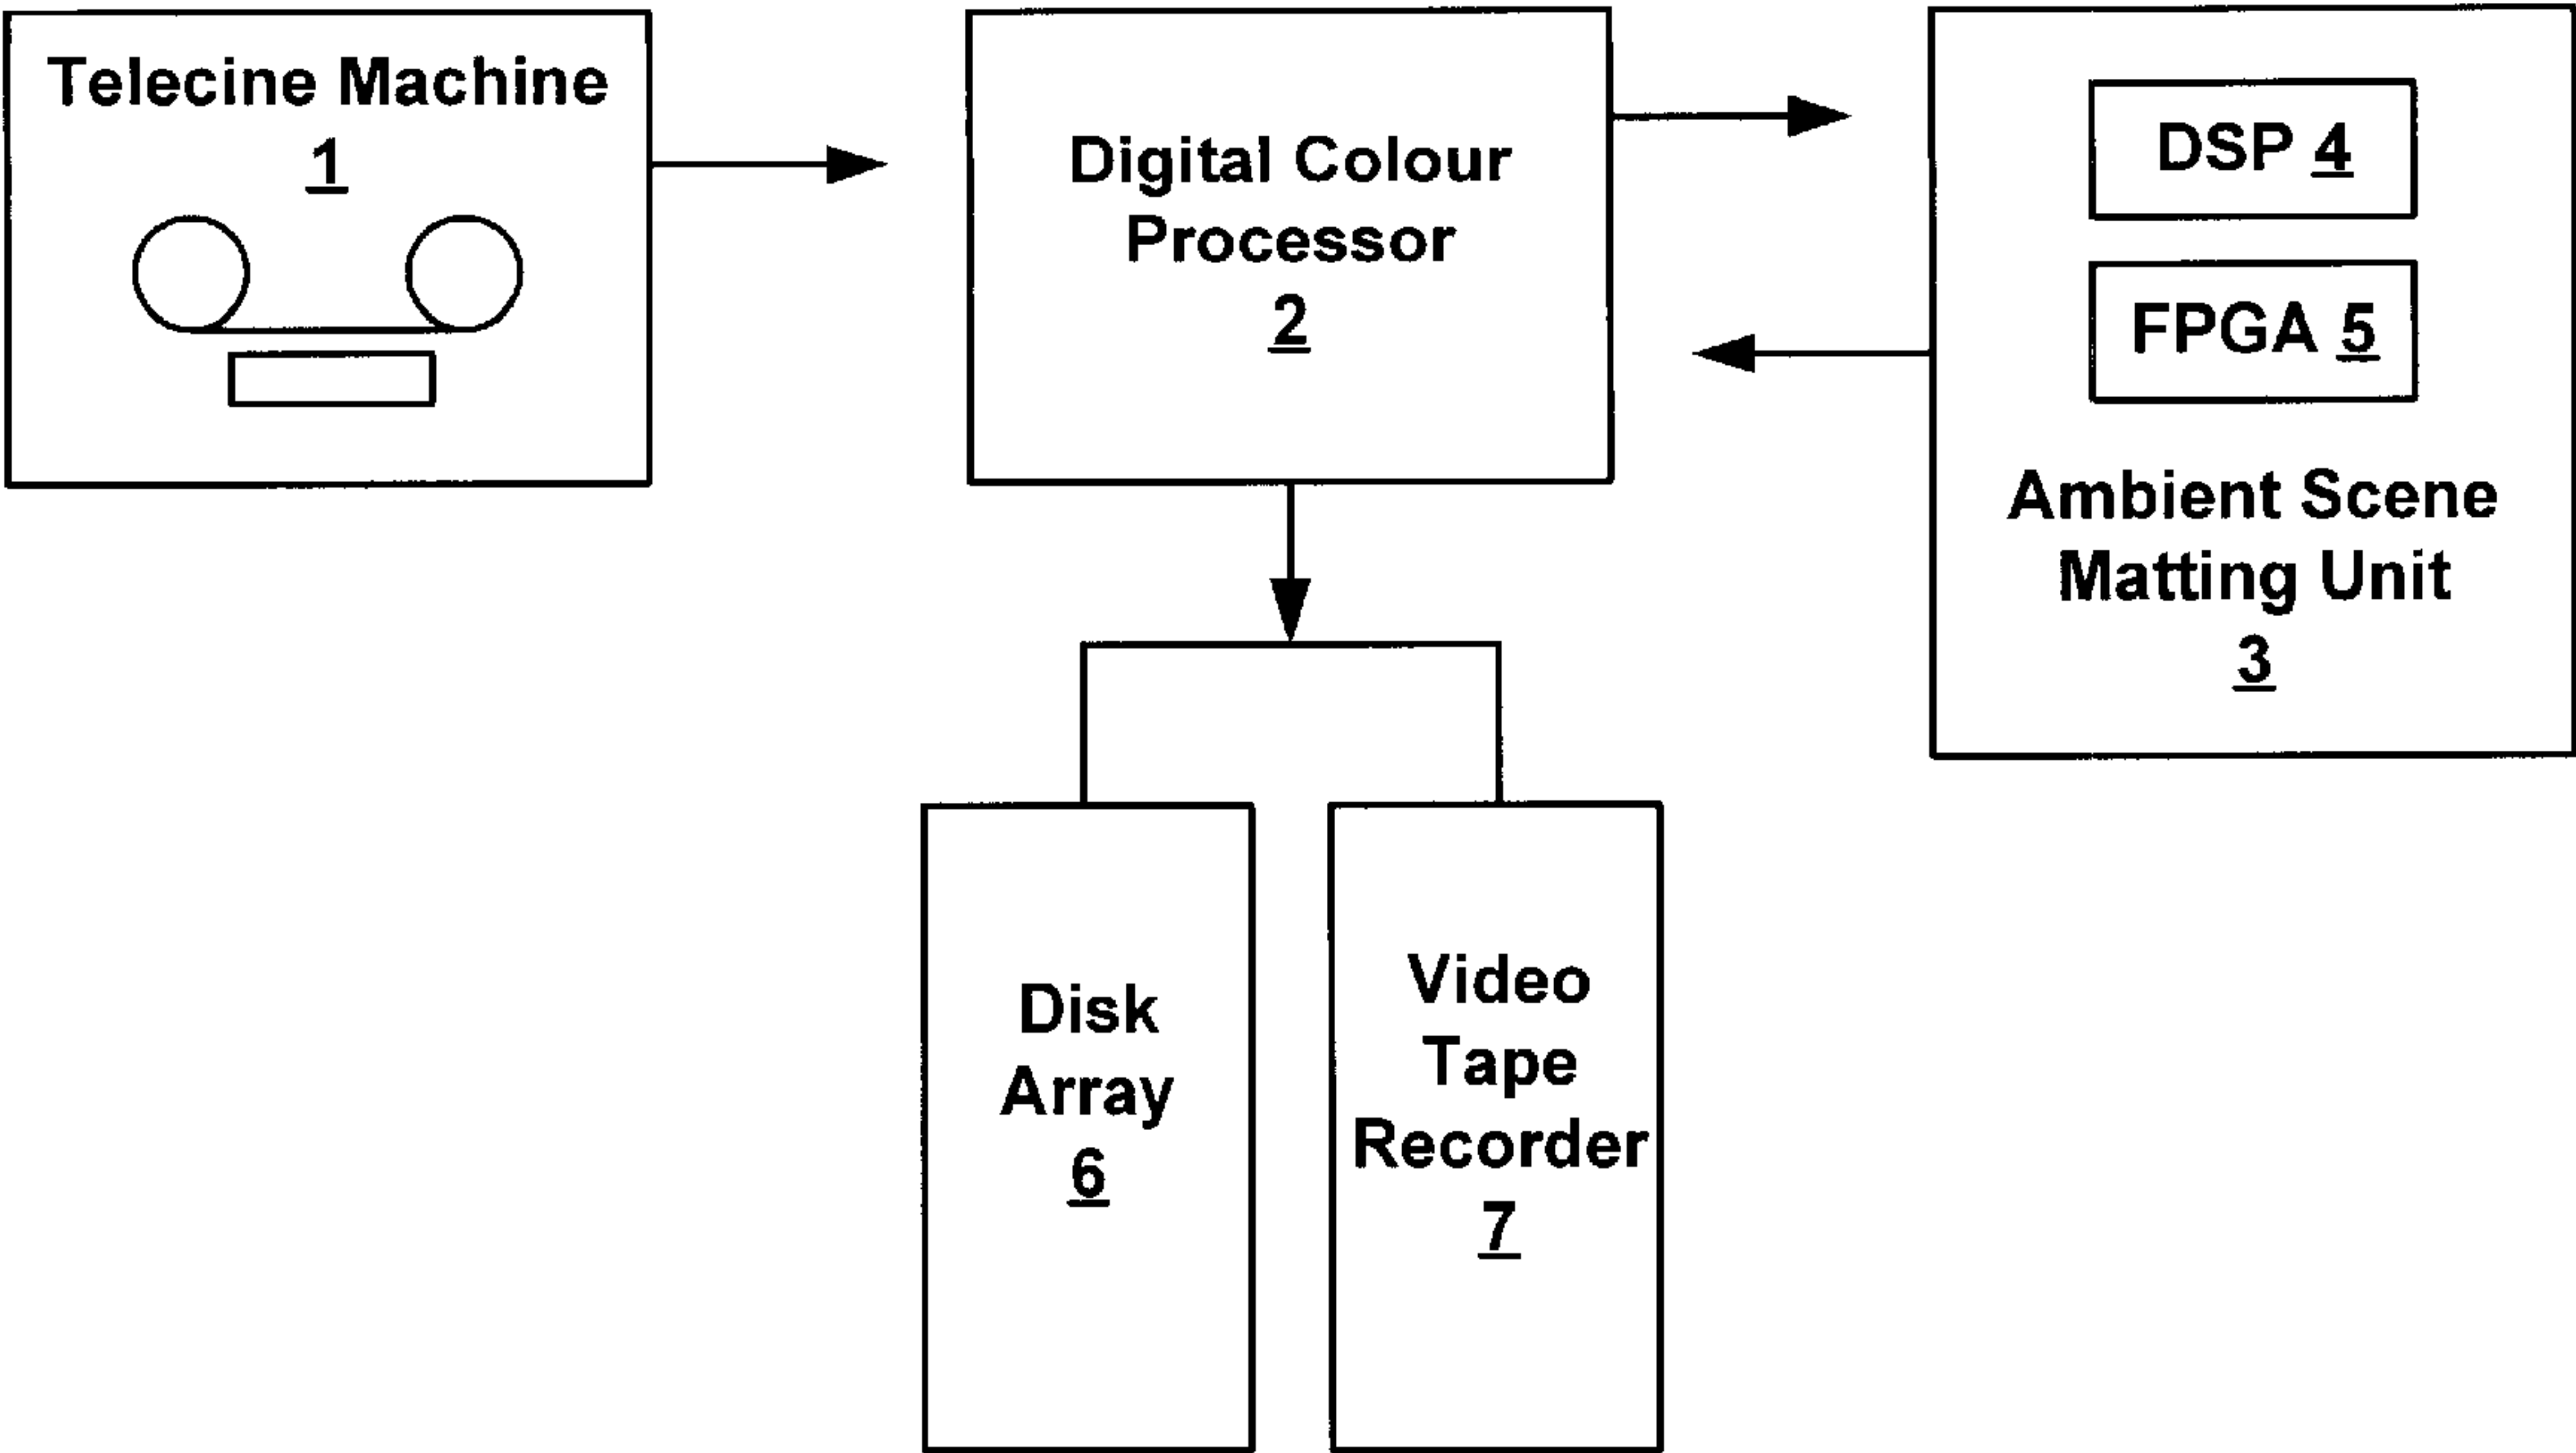 Telecine Machine
1
Digital Colour
Processor
2
DSP 4
FPGA 5
Ambient Scene
Matting Unit
3
Disk
Array
6
Video
Tape
Recorder
7